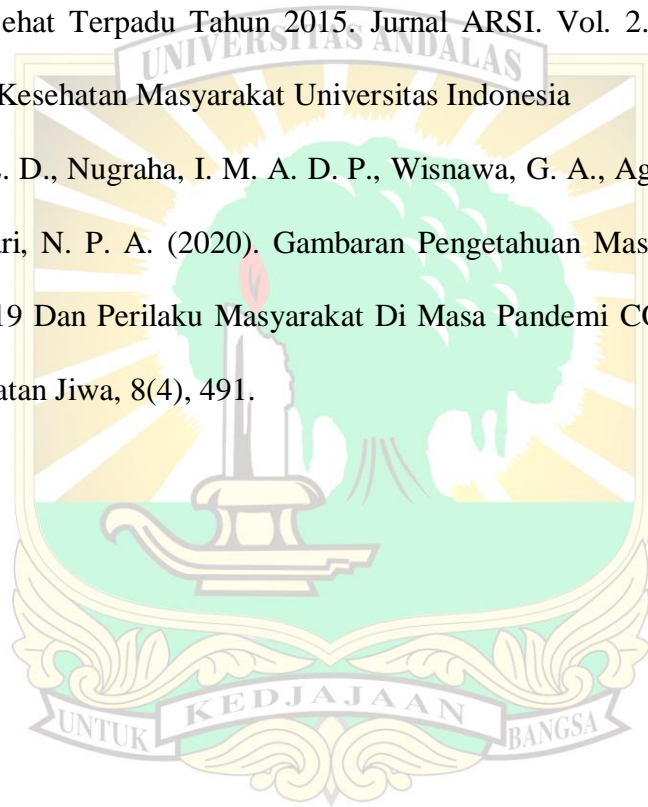 ehat Terpadu Tahun 2015. Jurnal ARSI. Vol. 2.
UNIVERSITAS ANDALAS
Kesehatan Masyarakat Universitas Indonesia
. D., Nugraha, I. M. A. D. P., Wisnawa, G. A., Ag
ri, N. P. A. (2020). Gambaran Pengetahuan Mas
19 Dan Perilaku Masyarakat Di Masa Pandemi CO
atan Jiwa, 8(4), 491.
UNTUK KEDJAJAAN BANGSA